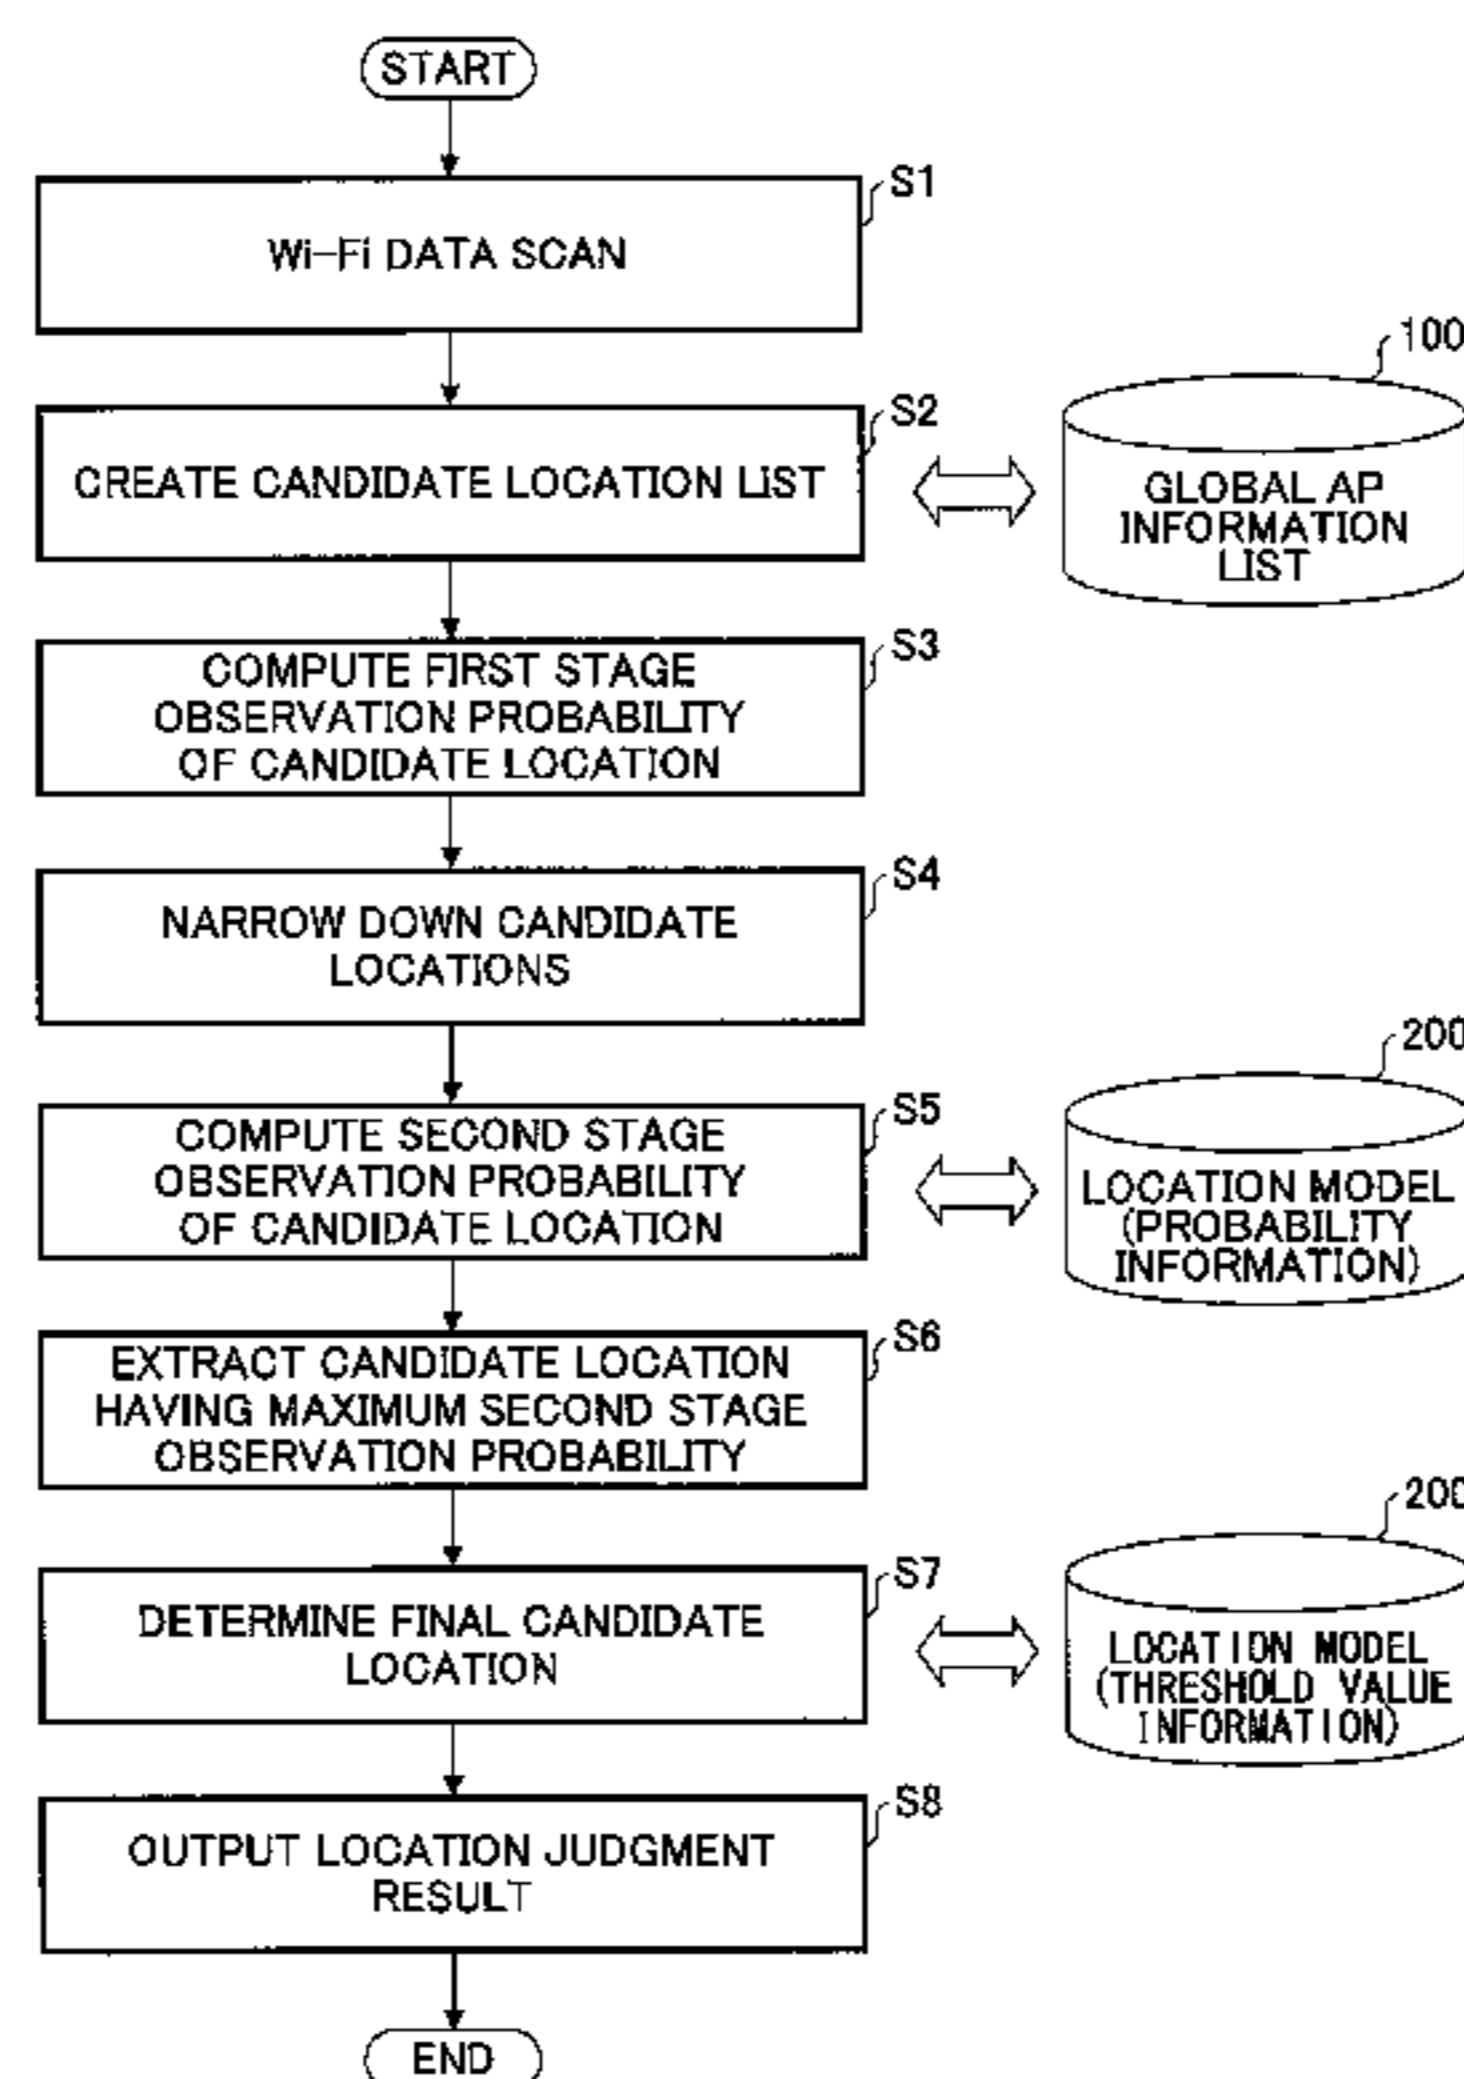 START
S1
Wi-Fi DATA SCAN
100
S2
CREATE CANDIDATE LOCATION LIST
GLOBAL AP
INFORMATION
LIST
S3
COMPUTE FIRST STAGE
OBSERVATION PROBABILITY
OF CANDIDATE LOCATION
S4
NARROW DOWN CANDIDATE
LOCATIONS
200
S5
COMPUTE SECOND STAGE
OBSERVATION PROBABILITY
OF CANDIDATE LOCATION
LOCATION MODEL
(PROBABILITY
INFORMATION)
S6
EXTRACT CANDIDATE LOCATION
HAVING MAXIMUM SECOND STAGE
OBSERVATION PROBABILITY
200
S7
DETERMINE FINAL CANDIDATE
LOCATION
LOCATION MODEL
(THRESHOLD VALUE
INFORMATION)
S8
OUTPUT LOCATION JUDGMENT
RESULT
END